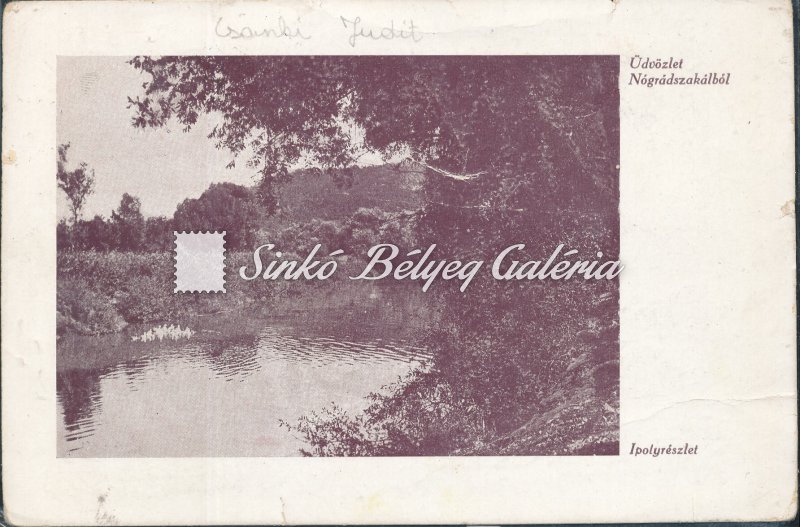 Csánki Judit
Üdvözlet
Nógrádszakálból
Sinkó Bélyeg Galéria
Ipolyrészlet